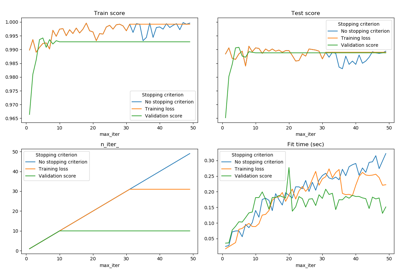 Train score
1.000
0.995
0.990
0.985
0.980
0.975
0.970
0.965
Stopping criterion
No stopping criterion
Training loss
Validation score
0 10 20 30 40 50
max_iter
Test score
Stopping criterion
No stopping criterion
Training loss
Validation score
0 10 20 30 40 50
max_iter
n_iter_
50
40
30
20
10
0
Stopping criterion
No stopping criterion
Training loss
Validation score
0 10 20 30 40 50
max_iter
Fit time (sec)
0.30
0.25
0.20
0.15
0.10
0.05
Stopping criterion
No stopping criterion
Training loss
Validation score
0 10 20 30 40 50
max_iter